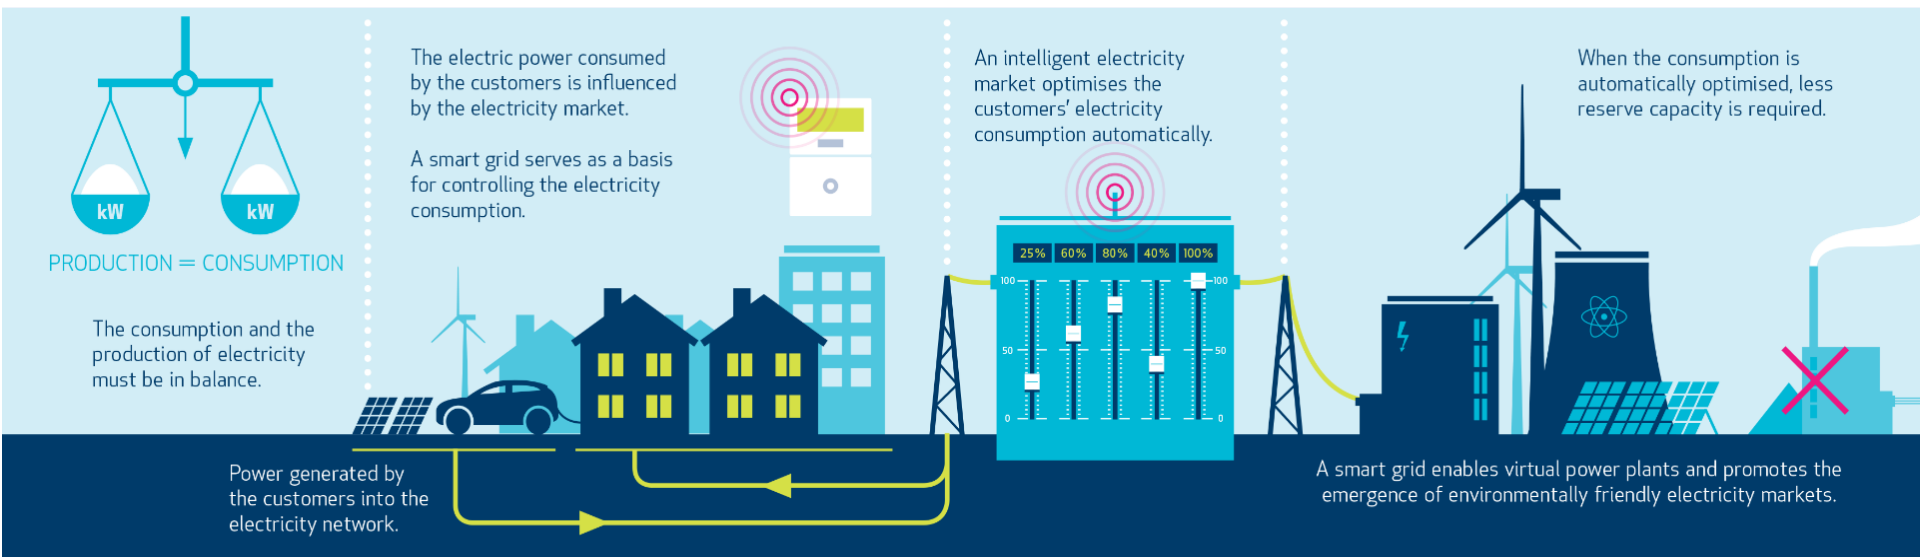 kW
kW
PRODUCTION = CONSUMPTION
The consumption and the
production of electricity
must be in balance.
The electric power consumed
by the customers is influenced
by the electricity market.
A smart grid serves as a basis
for controlling the electricity
consumption.
Power generated by
the customers into the
electricity network.
An intelligent electricity
market optimises the
customers' electricity
consumption automatically.
25% 60% 80% 40% 100%
100 100
50 50
0 0
When the consumption is
automatically optimised, less
reserve capacity is required.
A smart grid enables virtual power plants and promotes the
emergence of environmentally friendly electricity markets.